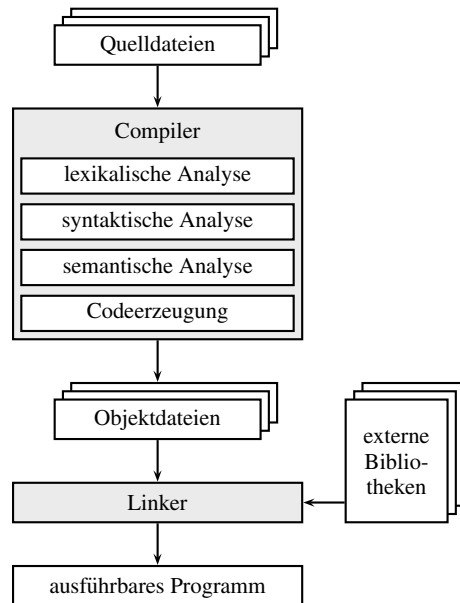 Quelldateien
Compiler
lexikalische Analyse
syntaktische Analyse
semantische Analyse
Codeerzeugung
Objektdateien
externe
Biblio-
theken
Linker
ausführbares Programm